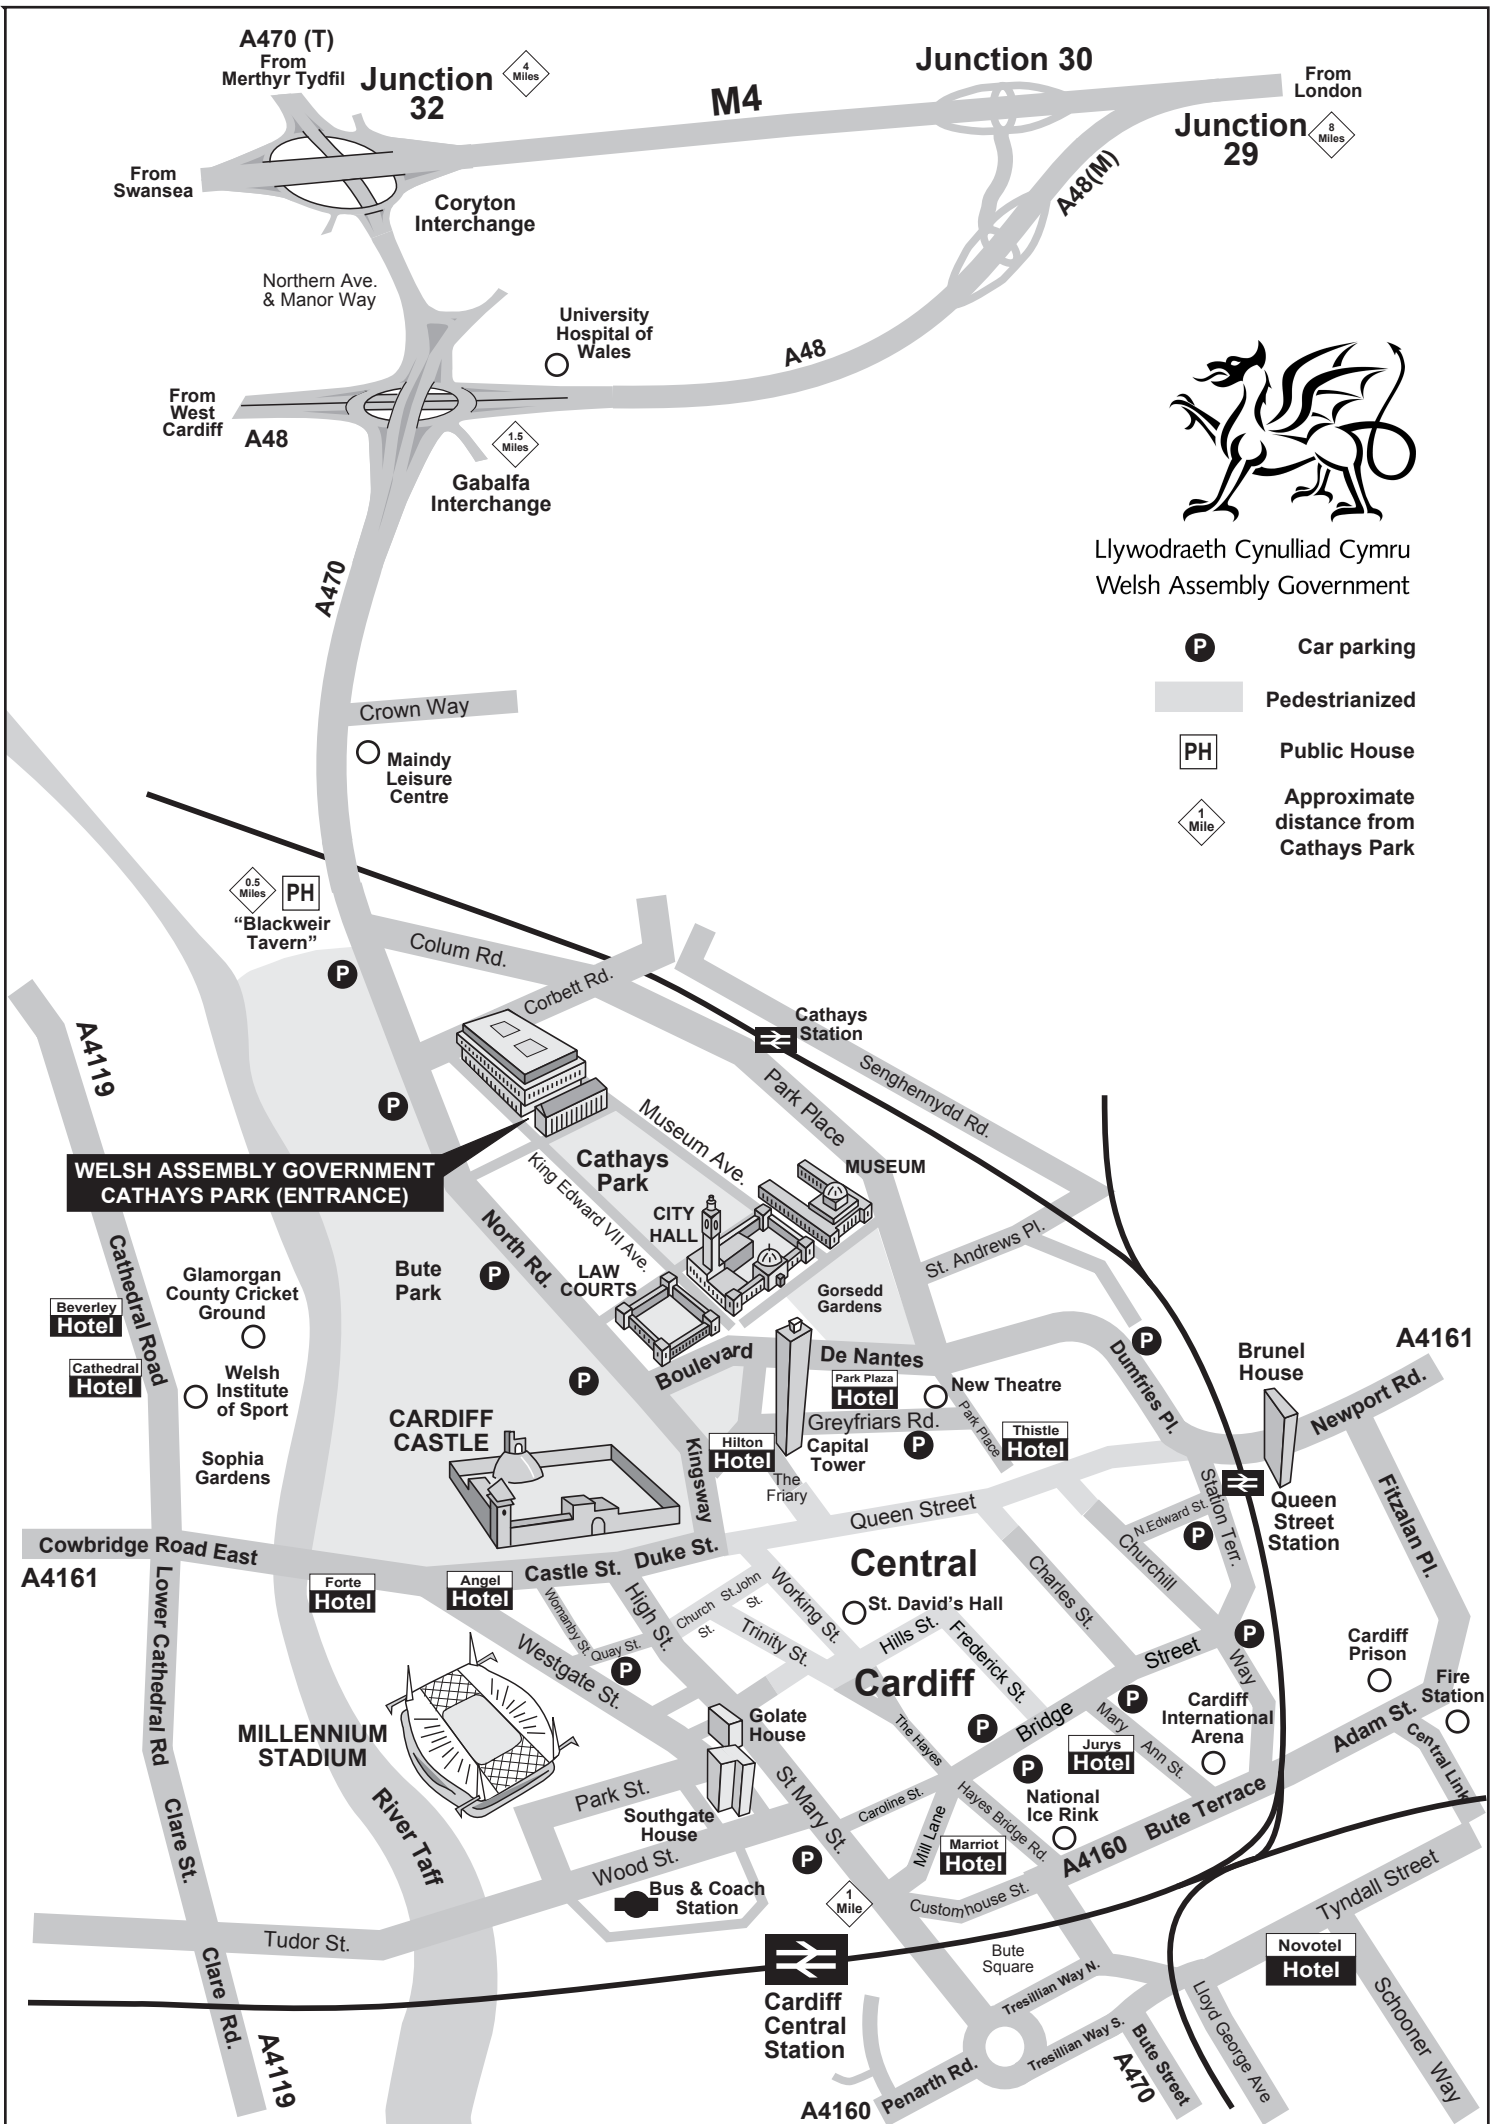 A470 (T)
From
Merthyr Tydfil
Junction
32
4
Miles
M4
Junction 30
From
London
Junction
29
8
Miles
From
Swansea
Coryton
Interchange
A48(M)
Northern Ave.
& Manor Way
University
Hospital of
Wales
A48
From
West
Cardiff
A48
1.5
Miles
Gabalfa
Interchange
Llywodraeth Cynulliad Cymru
Welsh Assembly Government
P
Car parking
Pedestrianized
PH
Public House
1
Mile
Approximate
distance from
Cathays Park
A470
Crown Way
Maindy
Leisure
Centre
0.5
Miles
PH
“Blackweir
Tavern”
P
Colum Rd.
Corbett Rd.
Cathays
Station
A4119
P
Senghennydd Rd.
Park Place
Museum Ave.
WELSH ASSEMBLY GOVERNMENT
CATHAYS PARK (ENTRANCE)
Cathays
Park
King Edward VII Ave.
MUSEUM
CITY
HALL
North Rd.
St. Andrews Pl.
Cathedral Road
Glamorgan
County Cricket
Ground
Bute
Park
P
LAW
COURTS
Gorsedd
Gardens
Beverley
Hotel
Cathedral
Hotel
Welsh
Institute
of Sport
P
Boulevard
De Nantes
Park Plaza
Hotel
New Theatre
P
Dumfries Pl.
Brunel
House
A4161
Newport Rd.
CARDIFF
CASTLE
Sophia
Gardens
Kingsway
Hilton
Hotel
Greyfriars Rd.
Capital
Tower
P
Park Place
Thistle
Hotel
The
Friary
Queen Street
Station Terr.
N.Edward St.
P
Churchill
Way
Queen
Street
Station
Fitzalan Pl.
Cowbridge Road East
A4161
Castle St.
Duke St.
Forte
Hotel
Angel
Hotel
Central
Cardiff
Lower Cathedral Rd
Womanby St.
High St.
Quay St.
P
Church
St.
St.John
St.
Working St.
Trinity St.
St. David's Hall
Hills St.
Frederick St.
Charles St.
Westgate St.
P
Bridge
Street
P
P
P
Cardiff
Prison
Fire
Station
MILLENNIUM
STADIUM
Golate
House
The Hayes
Mary
Ann St.
Cardiff
International
Arena
Jurys
Hotel
Adam St.
Central Link
Clare St.
River Taff
Park St.
Southgate
House
St Mary St.
Caroline St.
Mill Lane
Hayes Bridge Rd.
National
Ice Rink
Bute Terrace
A4160
Marriot
Hotel
Wood St.
P
Bus & Coach
Station
1
Mile
Customhouse St.
Tyndall Street
Tudor St.
Clare Rd.
A4119
Cardiff
Central
Station
Bute
Square
Tresillian Way N.
Tresillian Way S.
Novotel
Hotel
Lloyd George Ave
Schooner Way
Bute Street
A470
Penarth Rd.
A4160